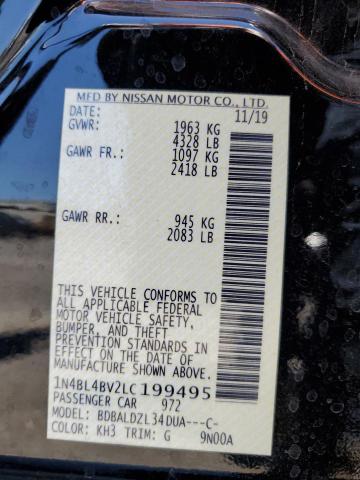 MFD BY NISSAN MOTOR CO., LTD.
DATE: 11/19
GVWR: 1963 KG
4328 LB
GAWR FR.: 1097 KG
2418 LB
GAWR RR.: 945 KG
2083 LB
THIS VEHICLE CONFORMS TO
ALL APPLICABLE FEDERAL
MOTOR VEHICLE SAFETY,
BUMPER, AND THEFT
PREVENTION STANDARDS
IN EFFECT ON THE DATE OF
MANUFACTURE SHOWN ABOVE.
1N4BL4BV2LC199495
PASSENGER CAR 972
MODEL: BDBALDZL34DUA---C-
COLOR: KH3 TRIM: G 9N00A